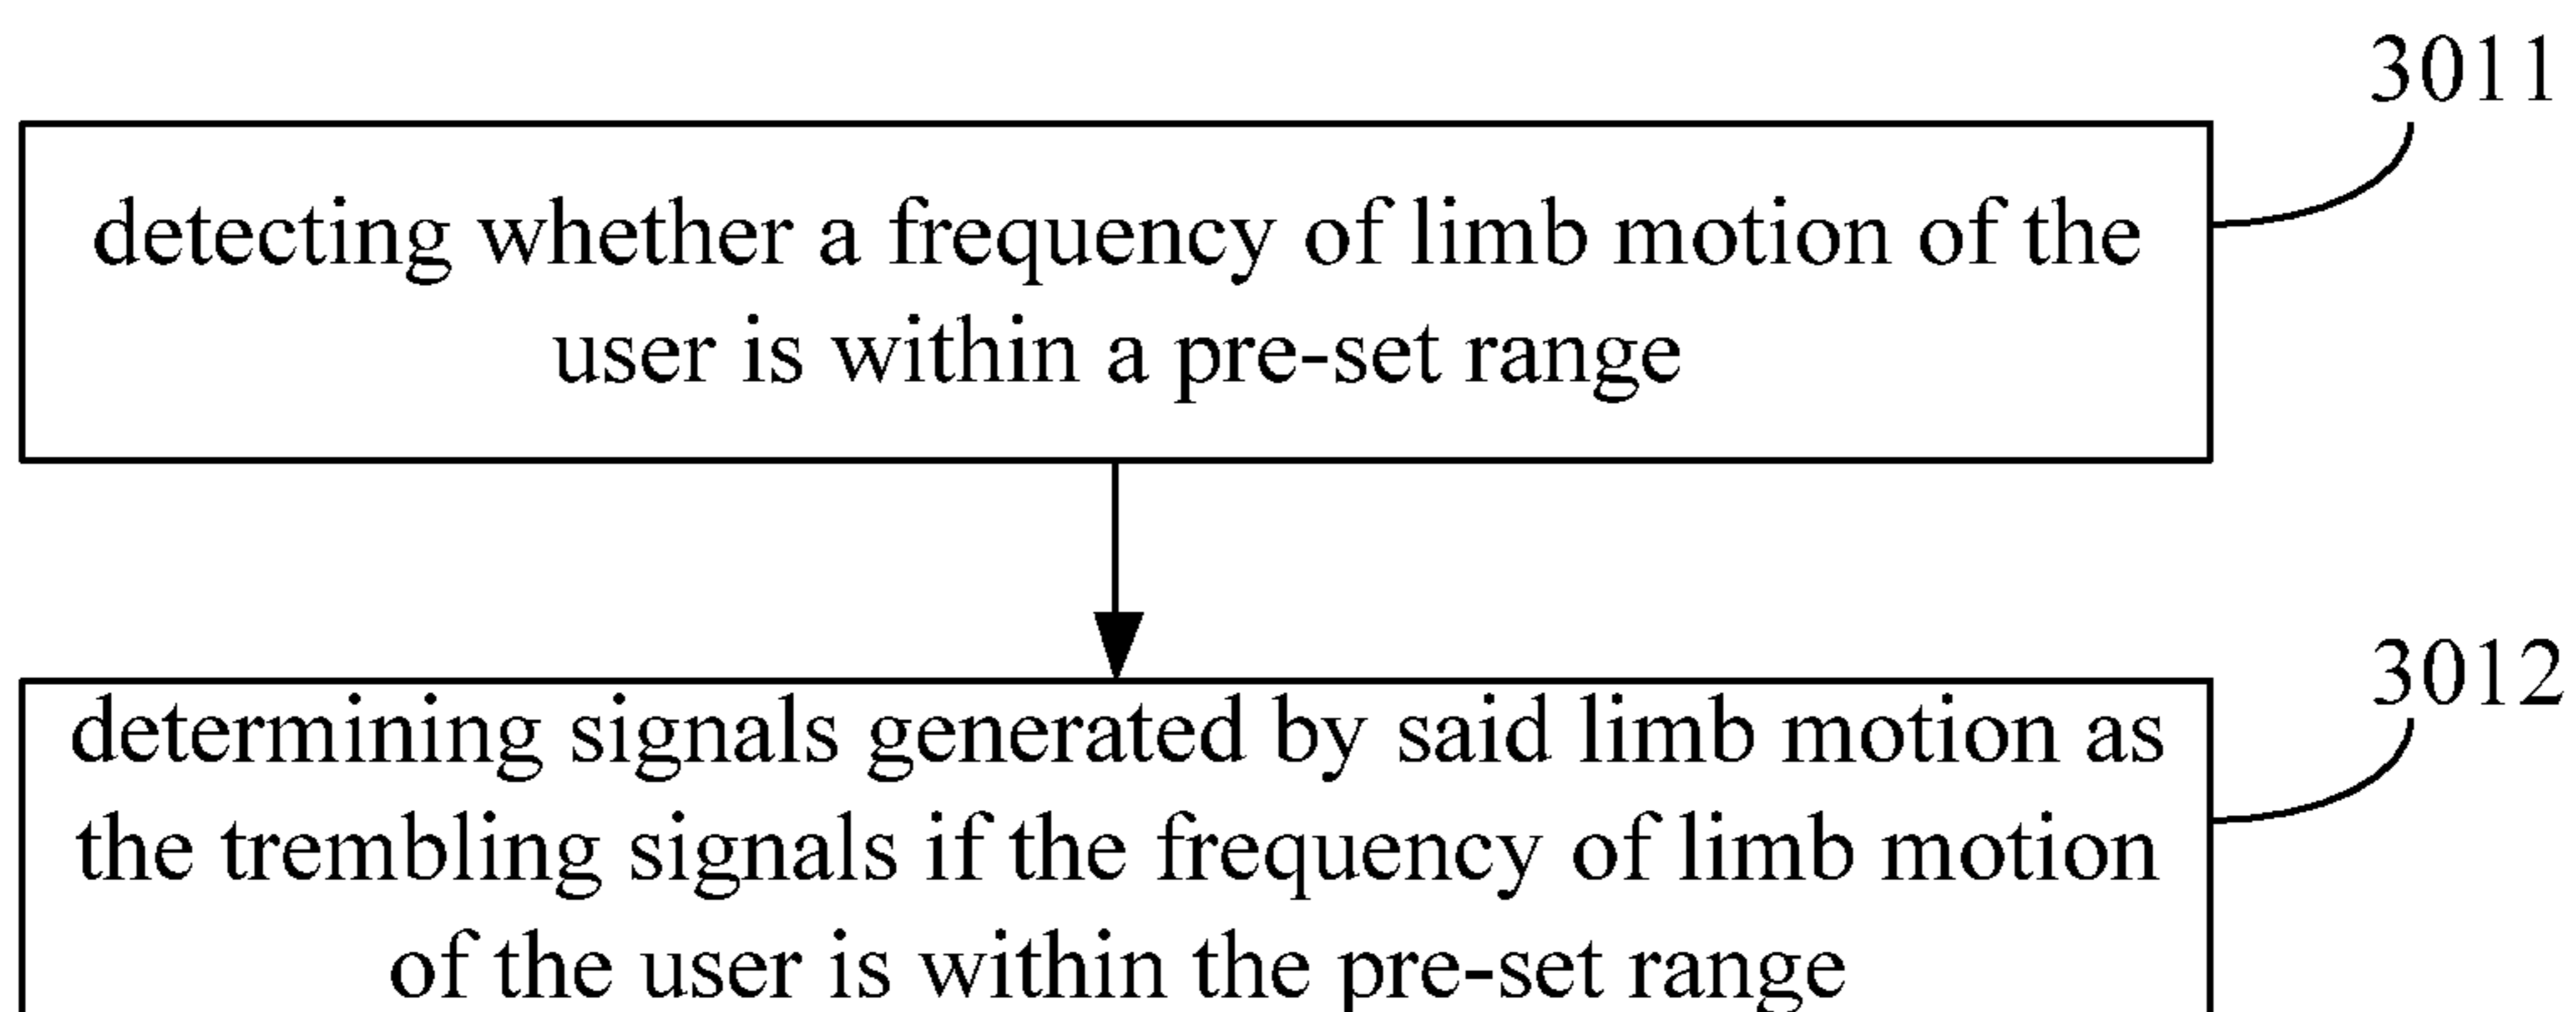 3011
detecting whether a frequency of limb motion of the
user is within a pre-set range
3012
determining signals generated by said limb motion as
the trembling signals if the frequency of limb motion
of the user is within the pre-set range